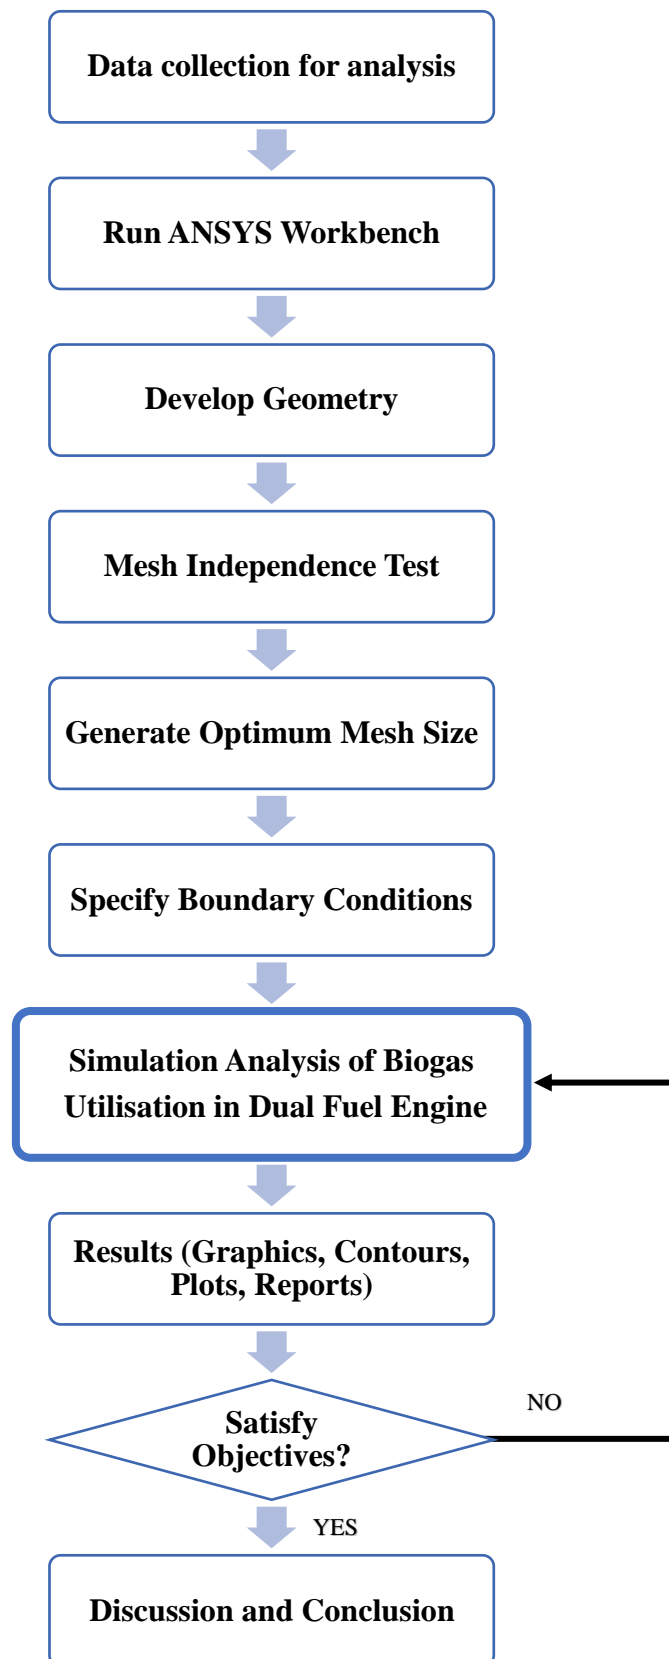 Data collection for analysis
Run ANSYS Workbench
Develop Geometry
Mesh Independence Test
Generate Optimum Mesh Size
Specify Boundary Conditions
Simulation Analysis of Biogas
Utilisation in Dual Fuel Engine
Results (Graphics, Contours,
Plots, Reports)
Satisfy
Objectives?
NO
YES
Discussion and Conclusion